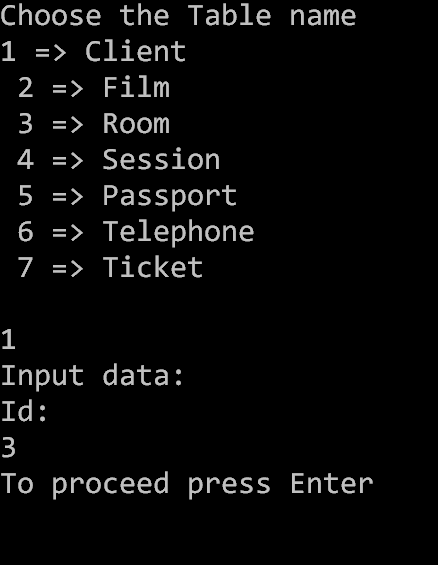 Choose the Table name
1 => Client
2 => Film
3 => Room
4 => Session
5 => Passport
6 => Telephone
7 => Ticket
1
Input data:
Id:
3
To proceed press Enter